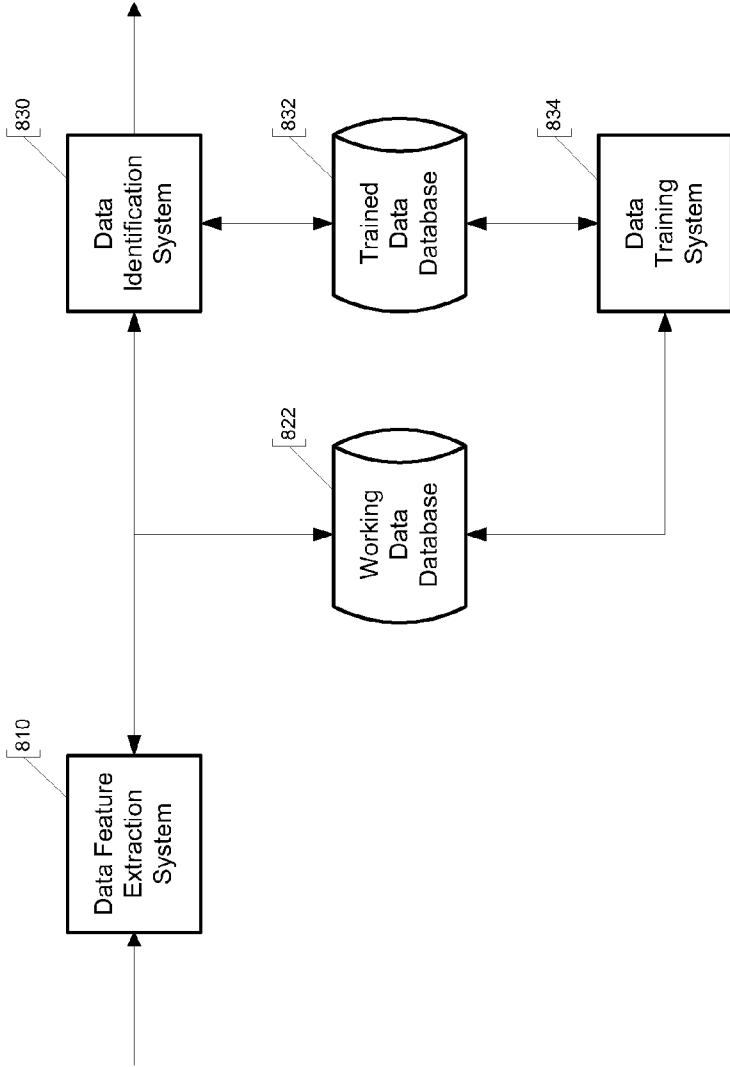 810
Data Feature
Extraction
System
822
Working
Data
Database
830
Data
Identification
System
832
Trained
Data
Database
834
Data
Training
System